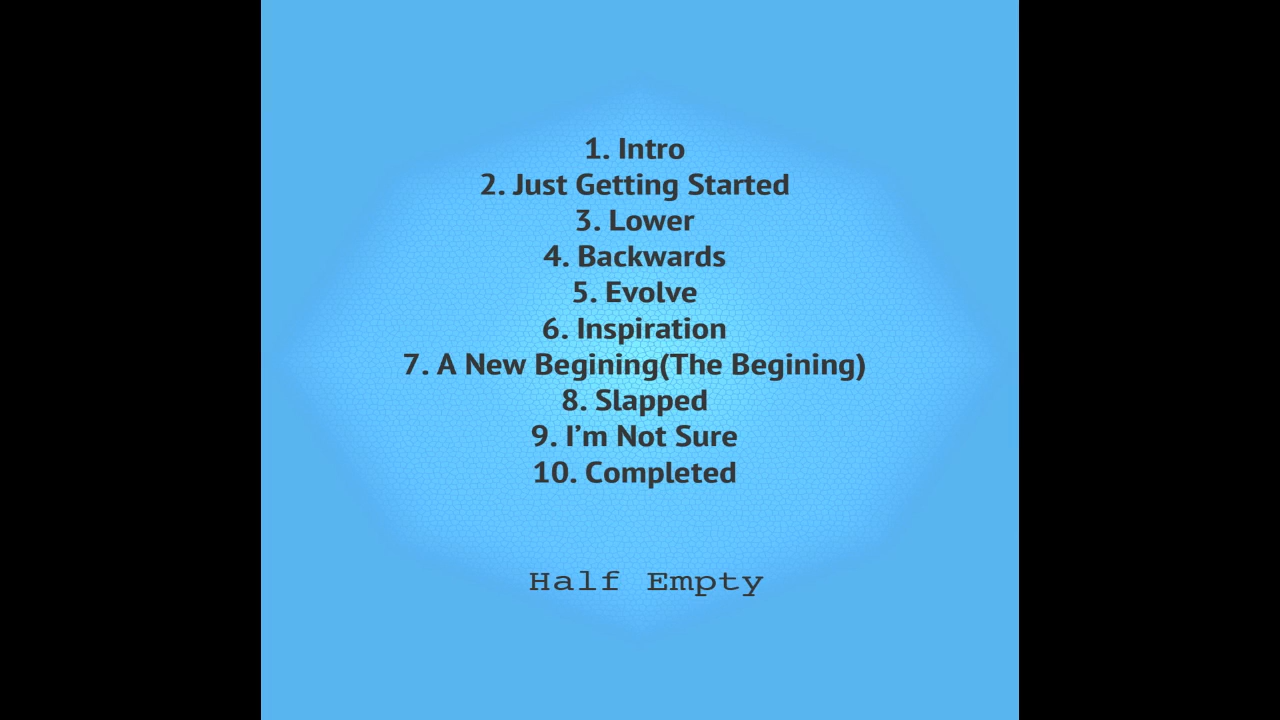 1. Intro
2. Just Getting Started
3. Lower
4. Backwards
5. Evolve
6. Inspiration
7. A New Begining(The Begining)
8. Slapped
9. I’m Not Sure
10. Completed
Half Empty